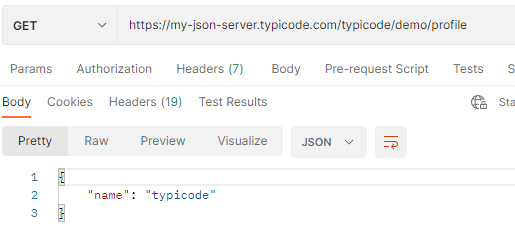 GET https://my-json-server.typicode.com/typicode/demo/profile
Params Authorization Headers (7) Body Pre-request Script Tests S
Body Cookies Headers (19) Test Results Sta
Pretty Raw Preview Visualize JSON
1 {
2 "name": "typicode"
3 }